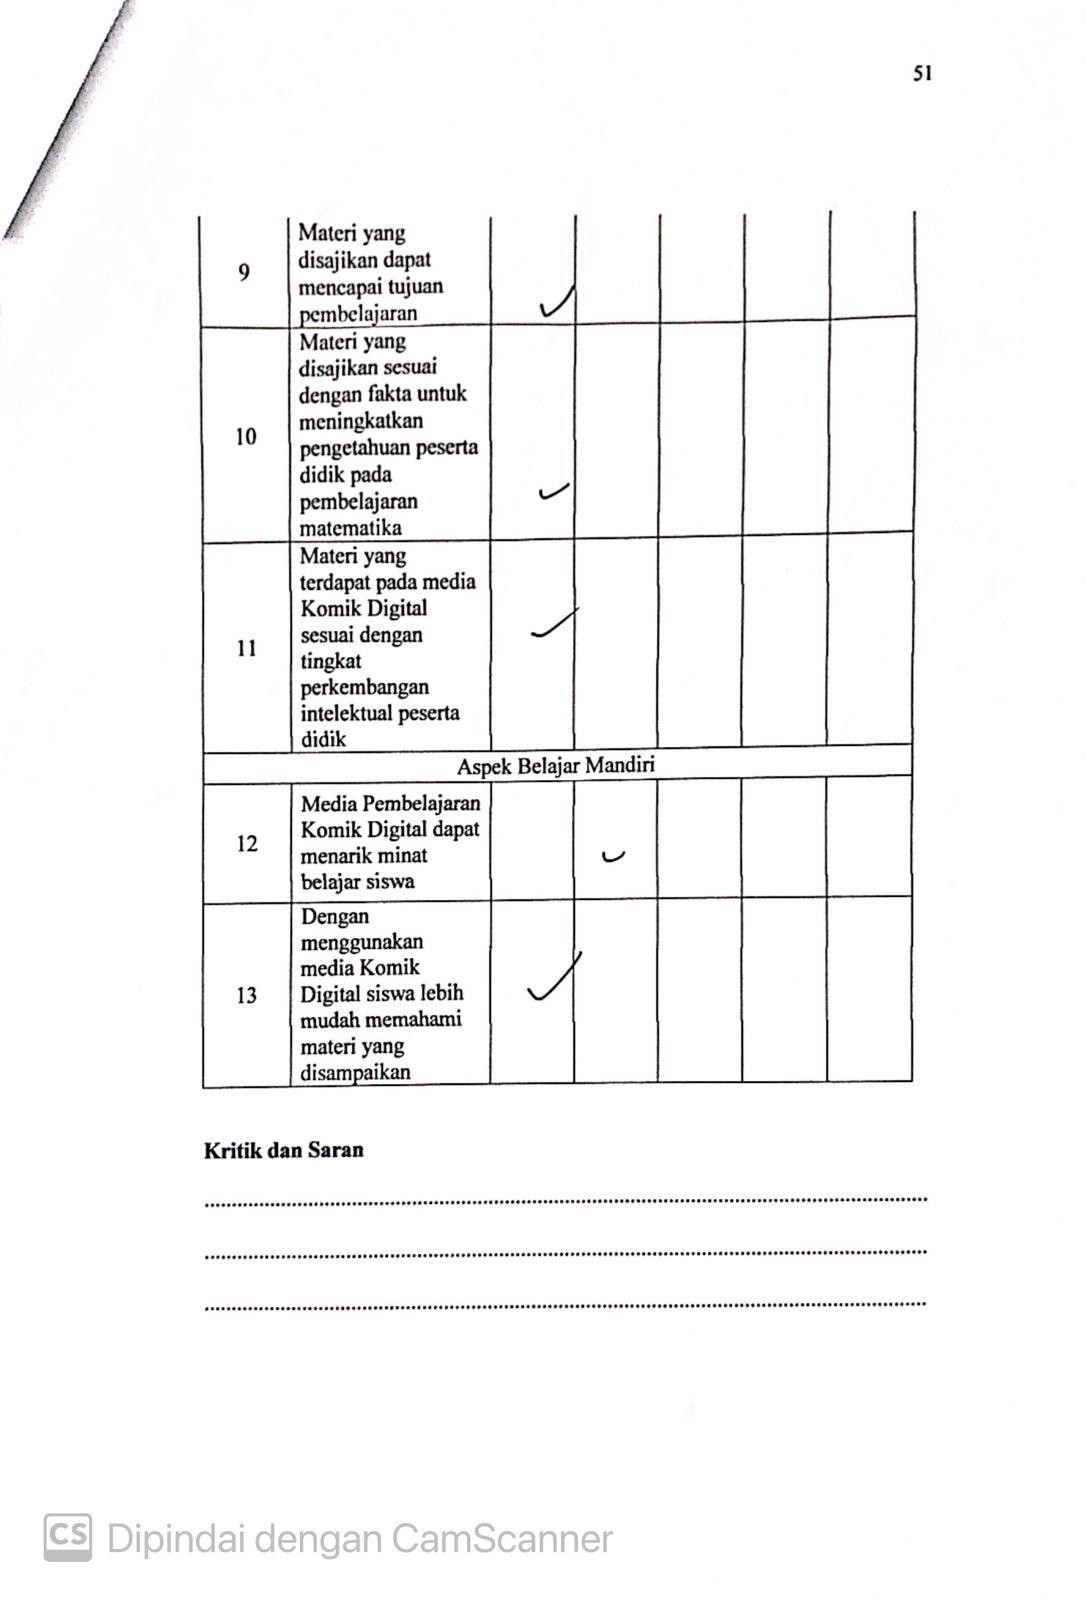 51
9
Materi yang
disajikan dapat
mencapai tujuan
pembelajaran
10
Materi yang
disajikan sesuai
dengan fakta untuk
meningkatkan
pengetahuan peserta
didik pada
pembelajaran
matematika
11
Materi yang
terdapat pada media
Komik Digital
sesuai dengan
tingkat
perkembangan
intelektual peserta
didik
Aspek Belajar Mandiri
12
Media Pembelajaran
Komik Digital dapat
menarik minat
belajar siswa
13
Dengan
menggunakan
media Komik
Digital siswa lebih
mudah memahami
materi yang
disampaikan
Kritik dan Saran
CS Dipindai dengan CamScanner